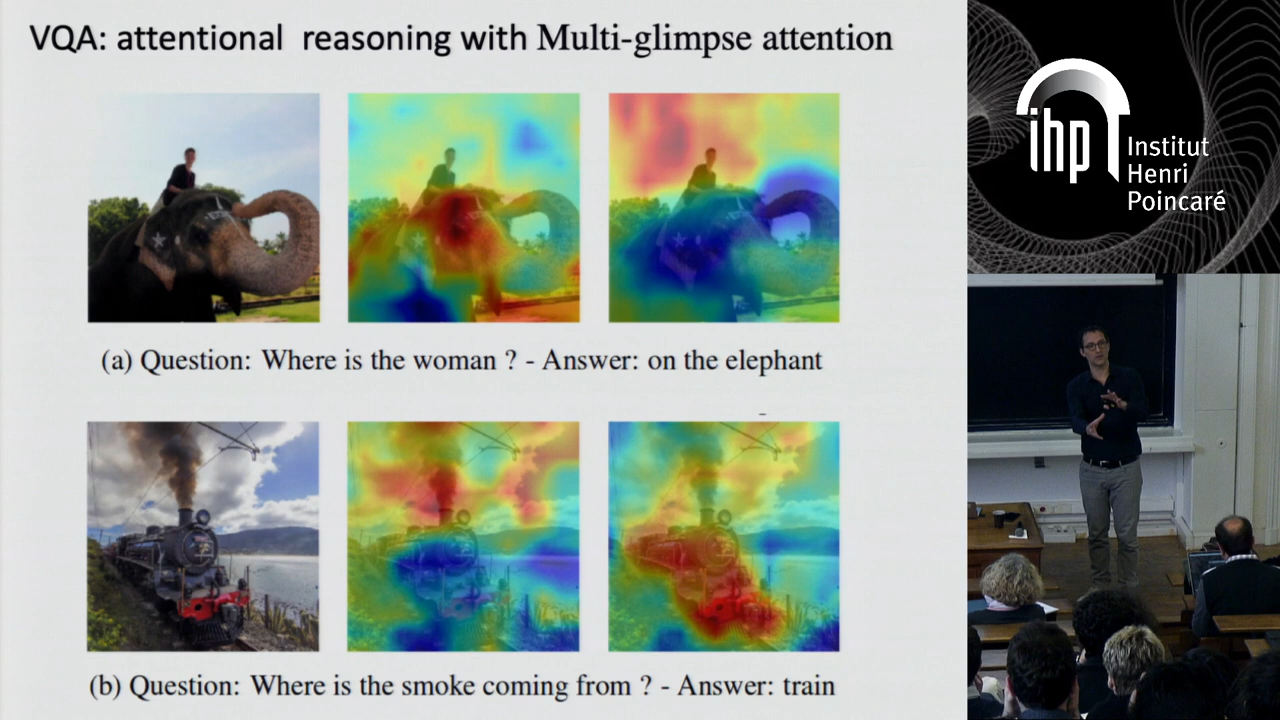 VQA: attentional reasoning with Multi-glimpse attention
(a) Question: Where is the woman ? - Answer: on the elephant
(b) Question: Where is the smoke coming from ? - Answer: train
ihp
Institut
Henri
Poincaré